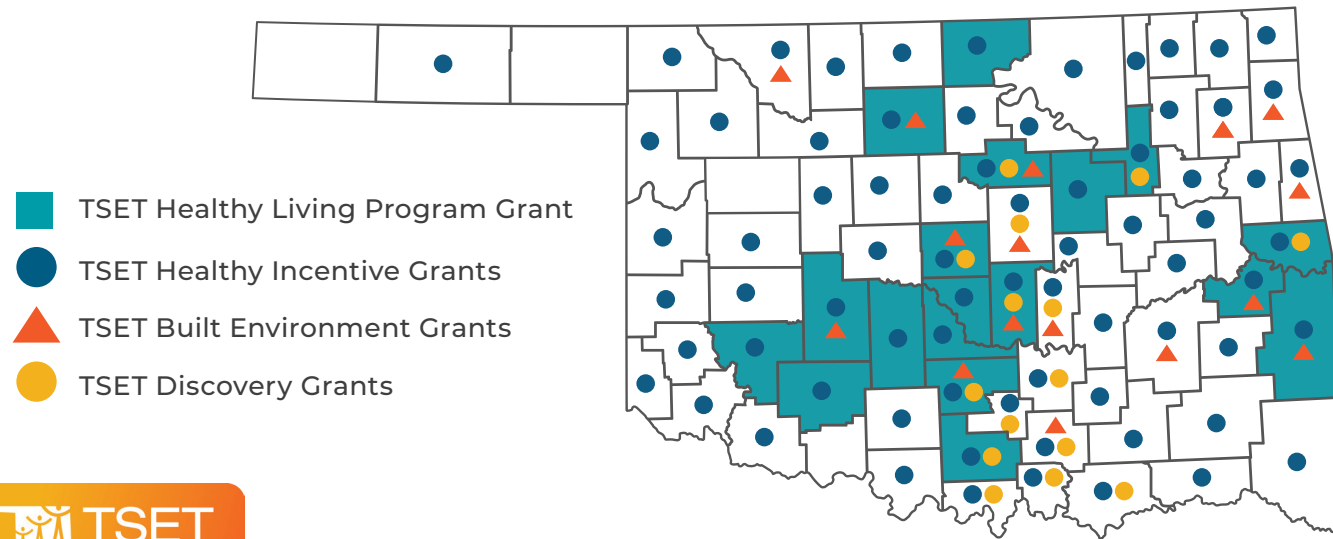 TSET Healthy Living Program Grant
TSET Healthy Incentive Grants
TSET Built Environment Grants
TSET Discovery Grants
TSET